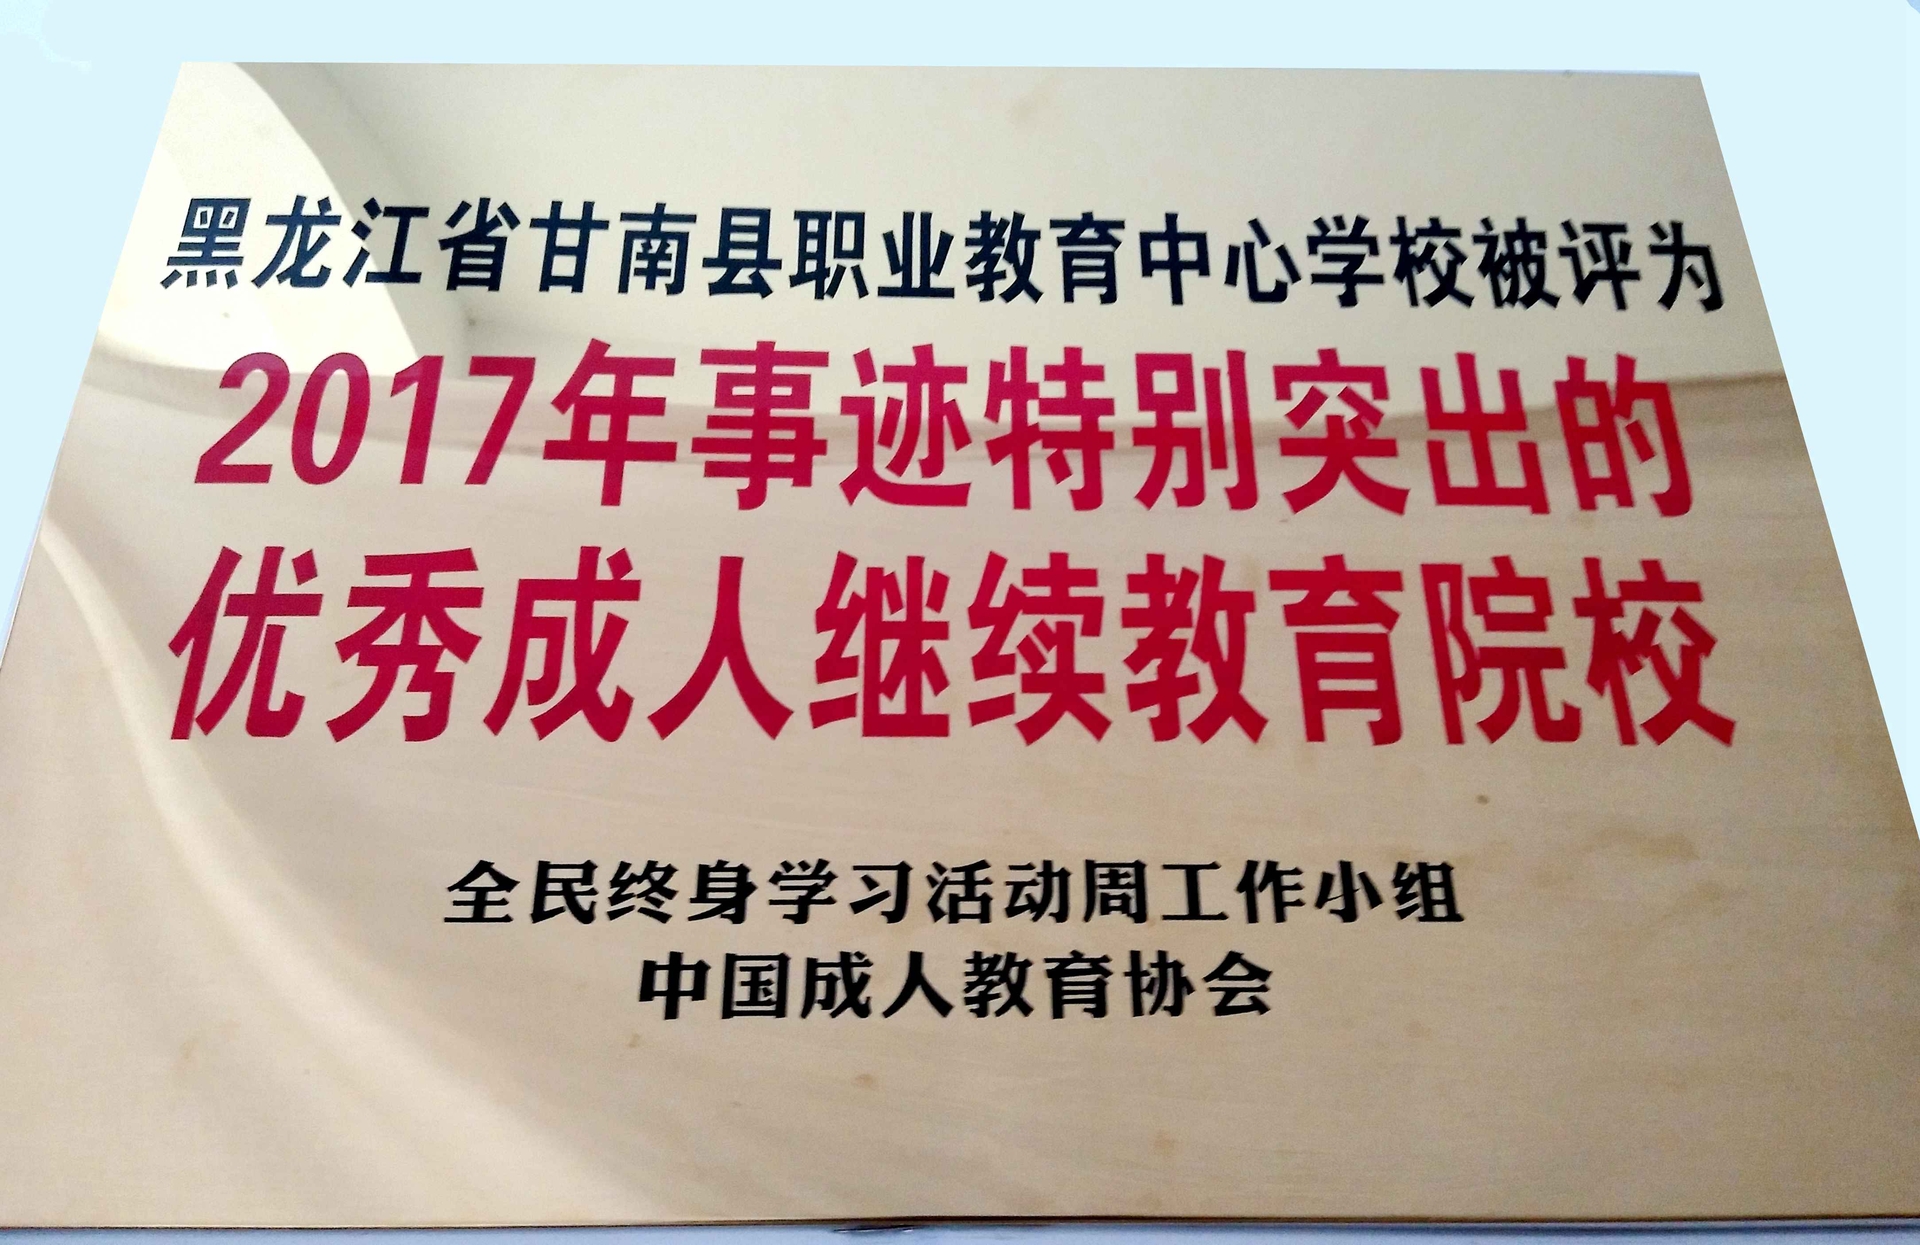 黑龙江省甘南县职业教育中心学校被评为
2017年事迹特别突出的
优秀成人继续教育院校
全民终身学习活动周工作小组
中国成人教育协会